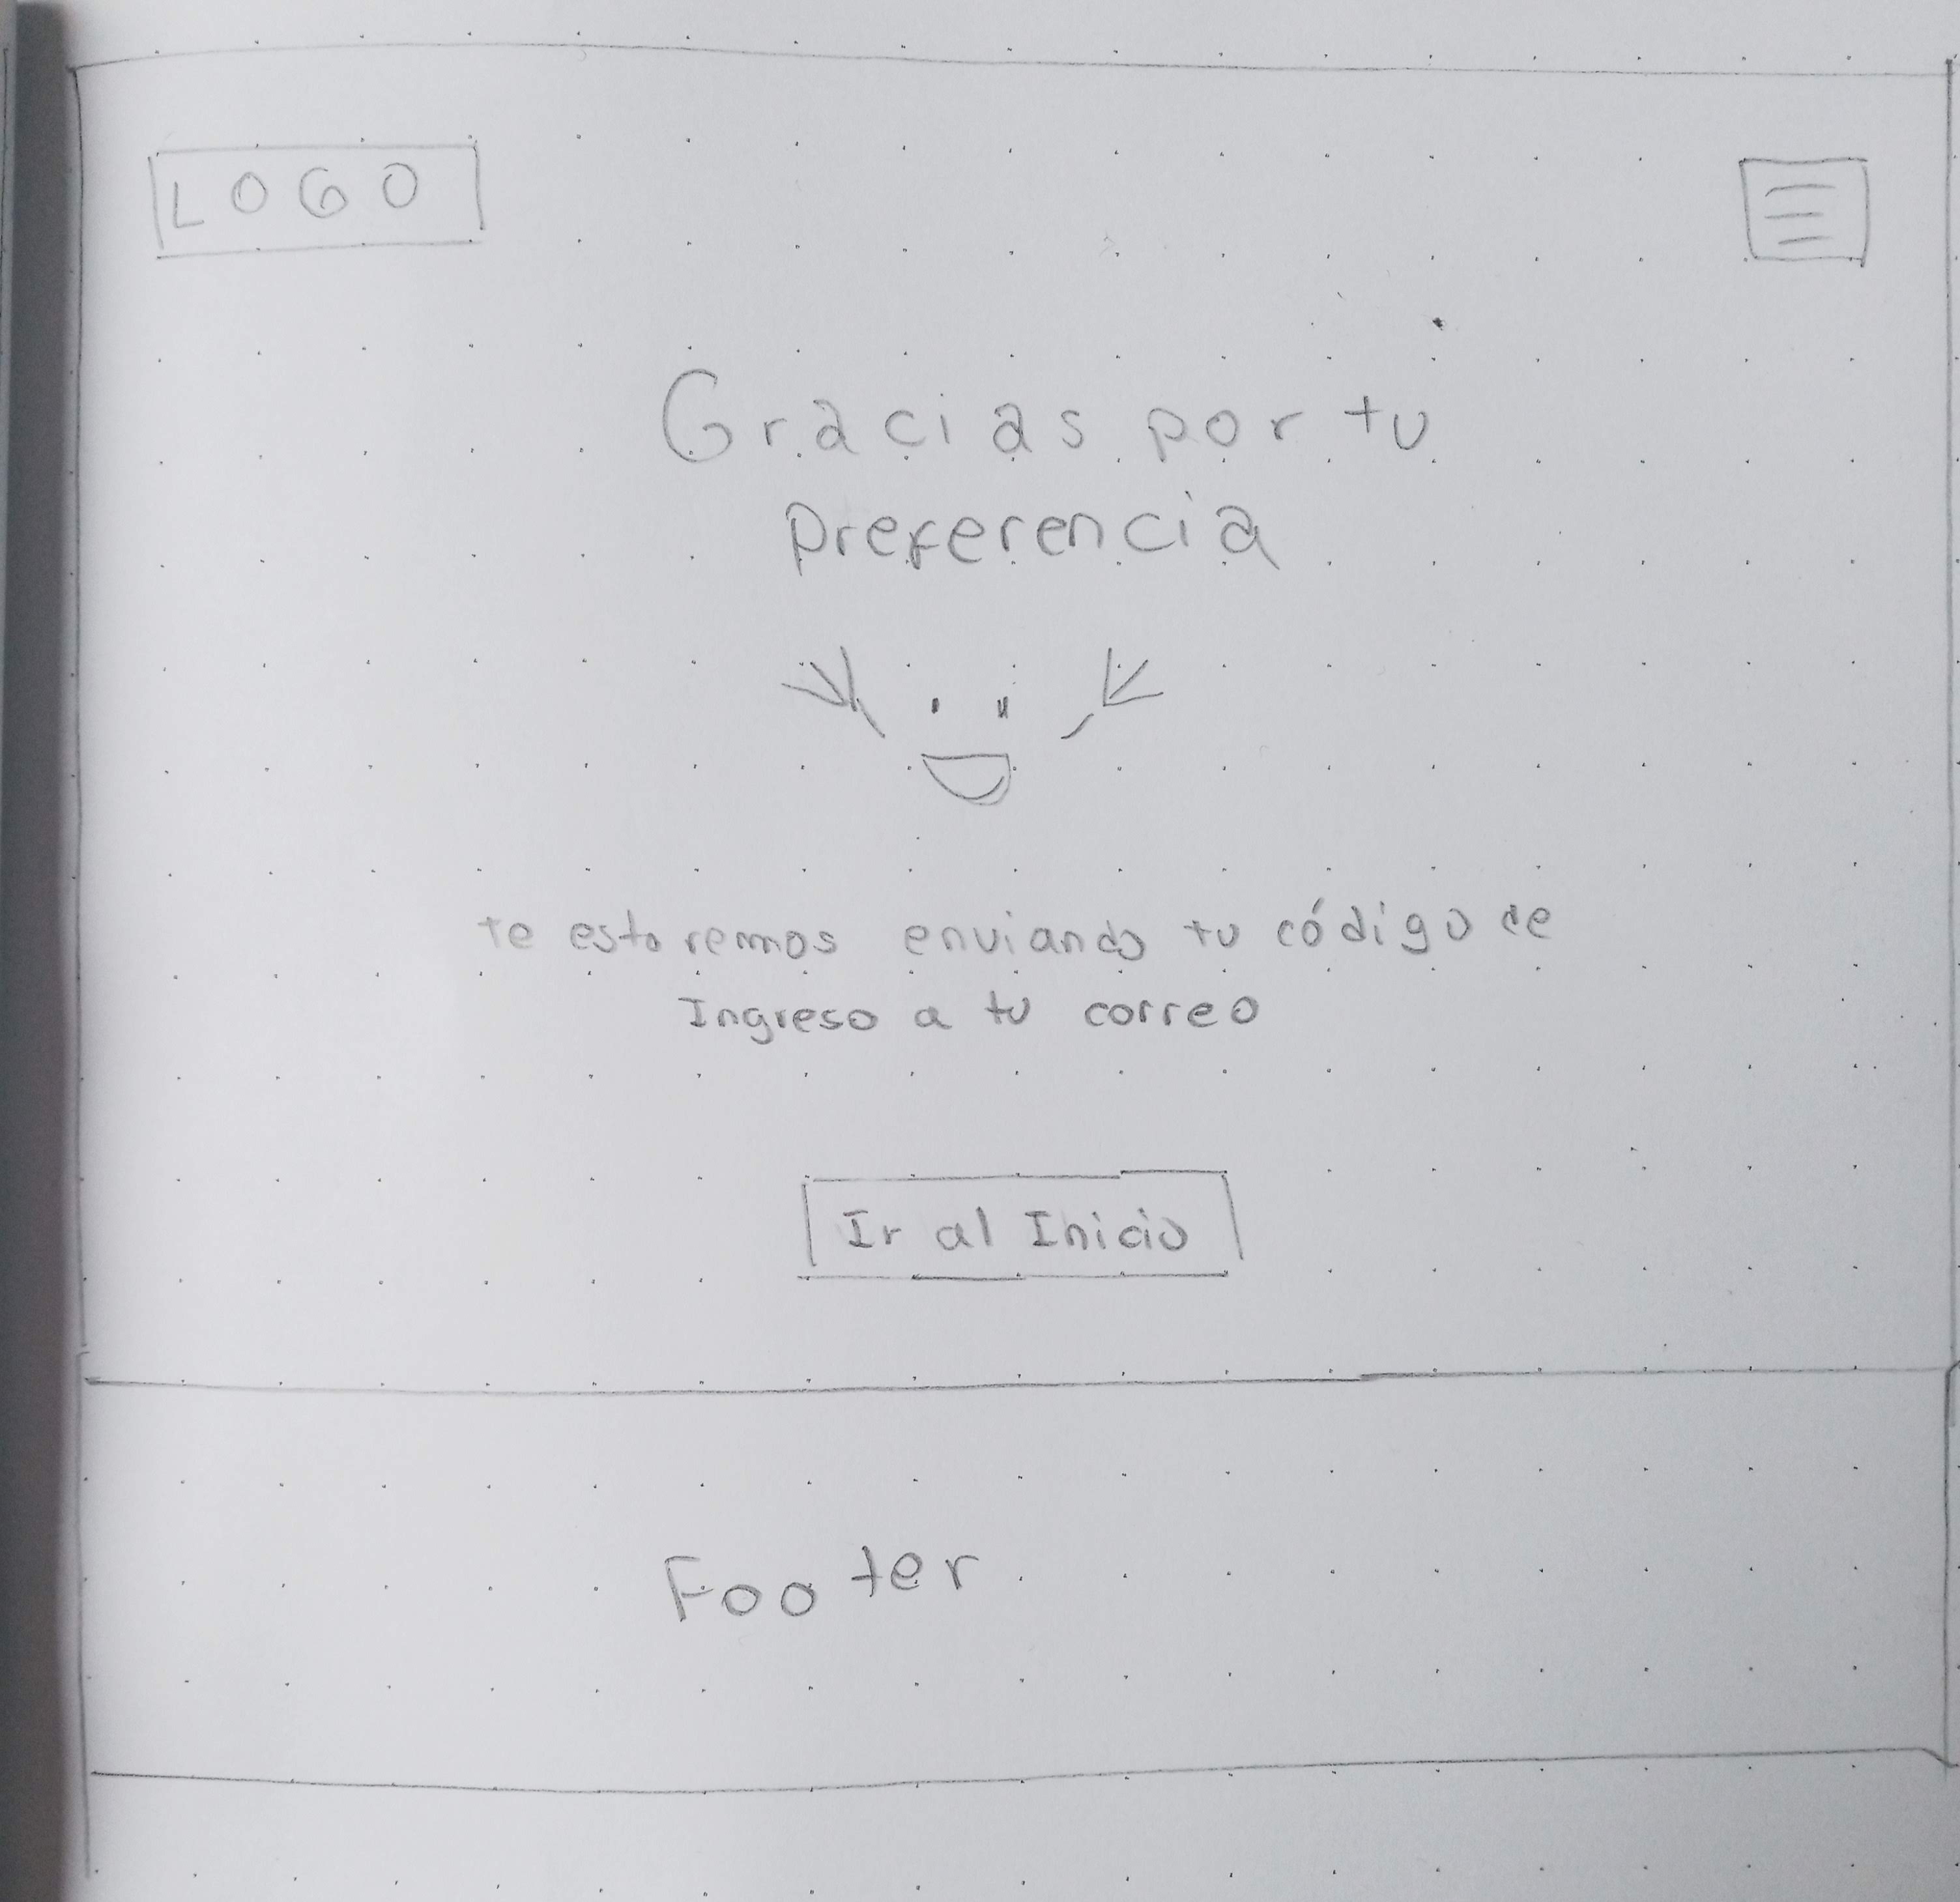 LOGO
Gracias por tu
preferencia
te estaremos enviando tu código de
Ingreso a tu correo
Ir al Inicio
Footer